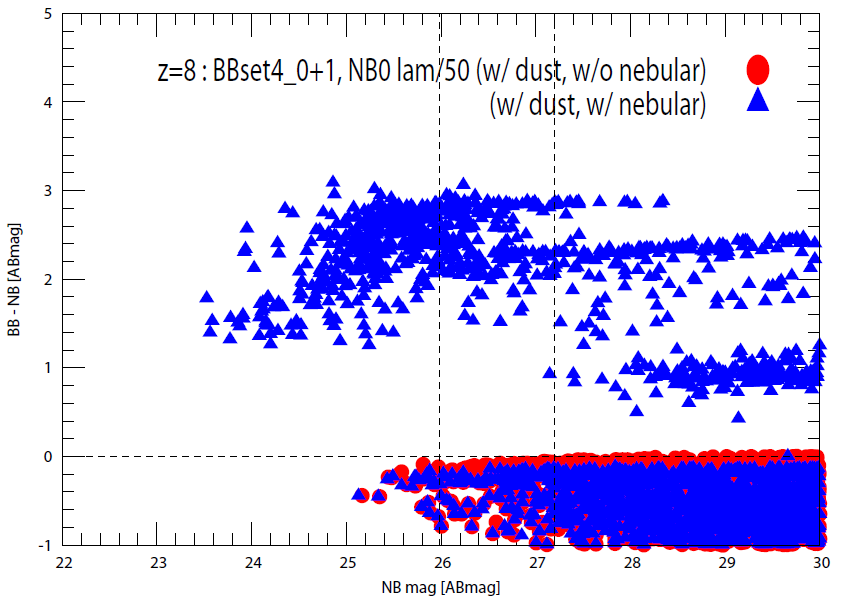 z=8 : BBset4_0+1, NB0 lam/50 (w/ dust, w/o nebular)
(w/ dust, w/ nebular)
5
4
3
2
1
0
-1
BB - NB [ABmag]
22 23 24 25 26 27 28 29 30
NB mag [ABmag]